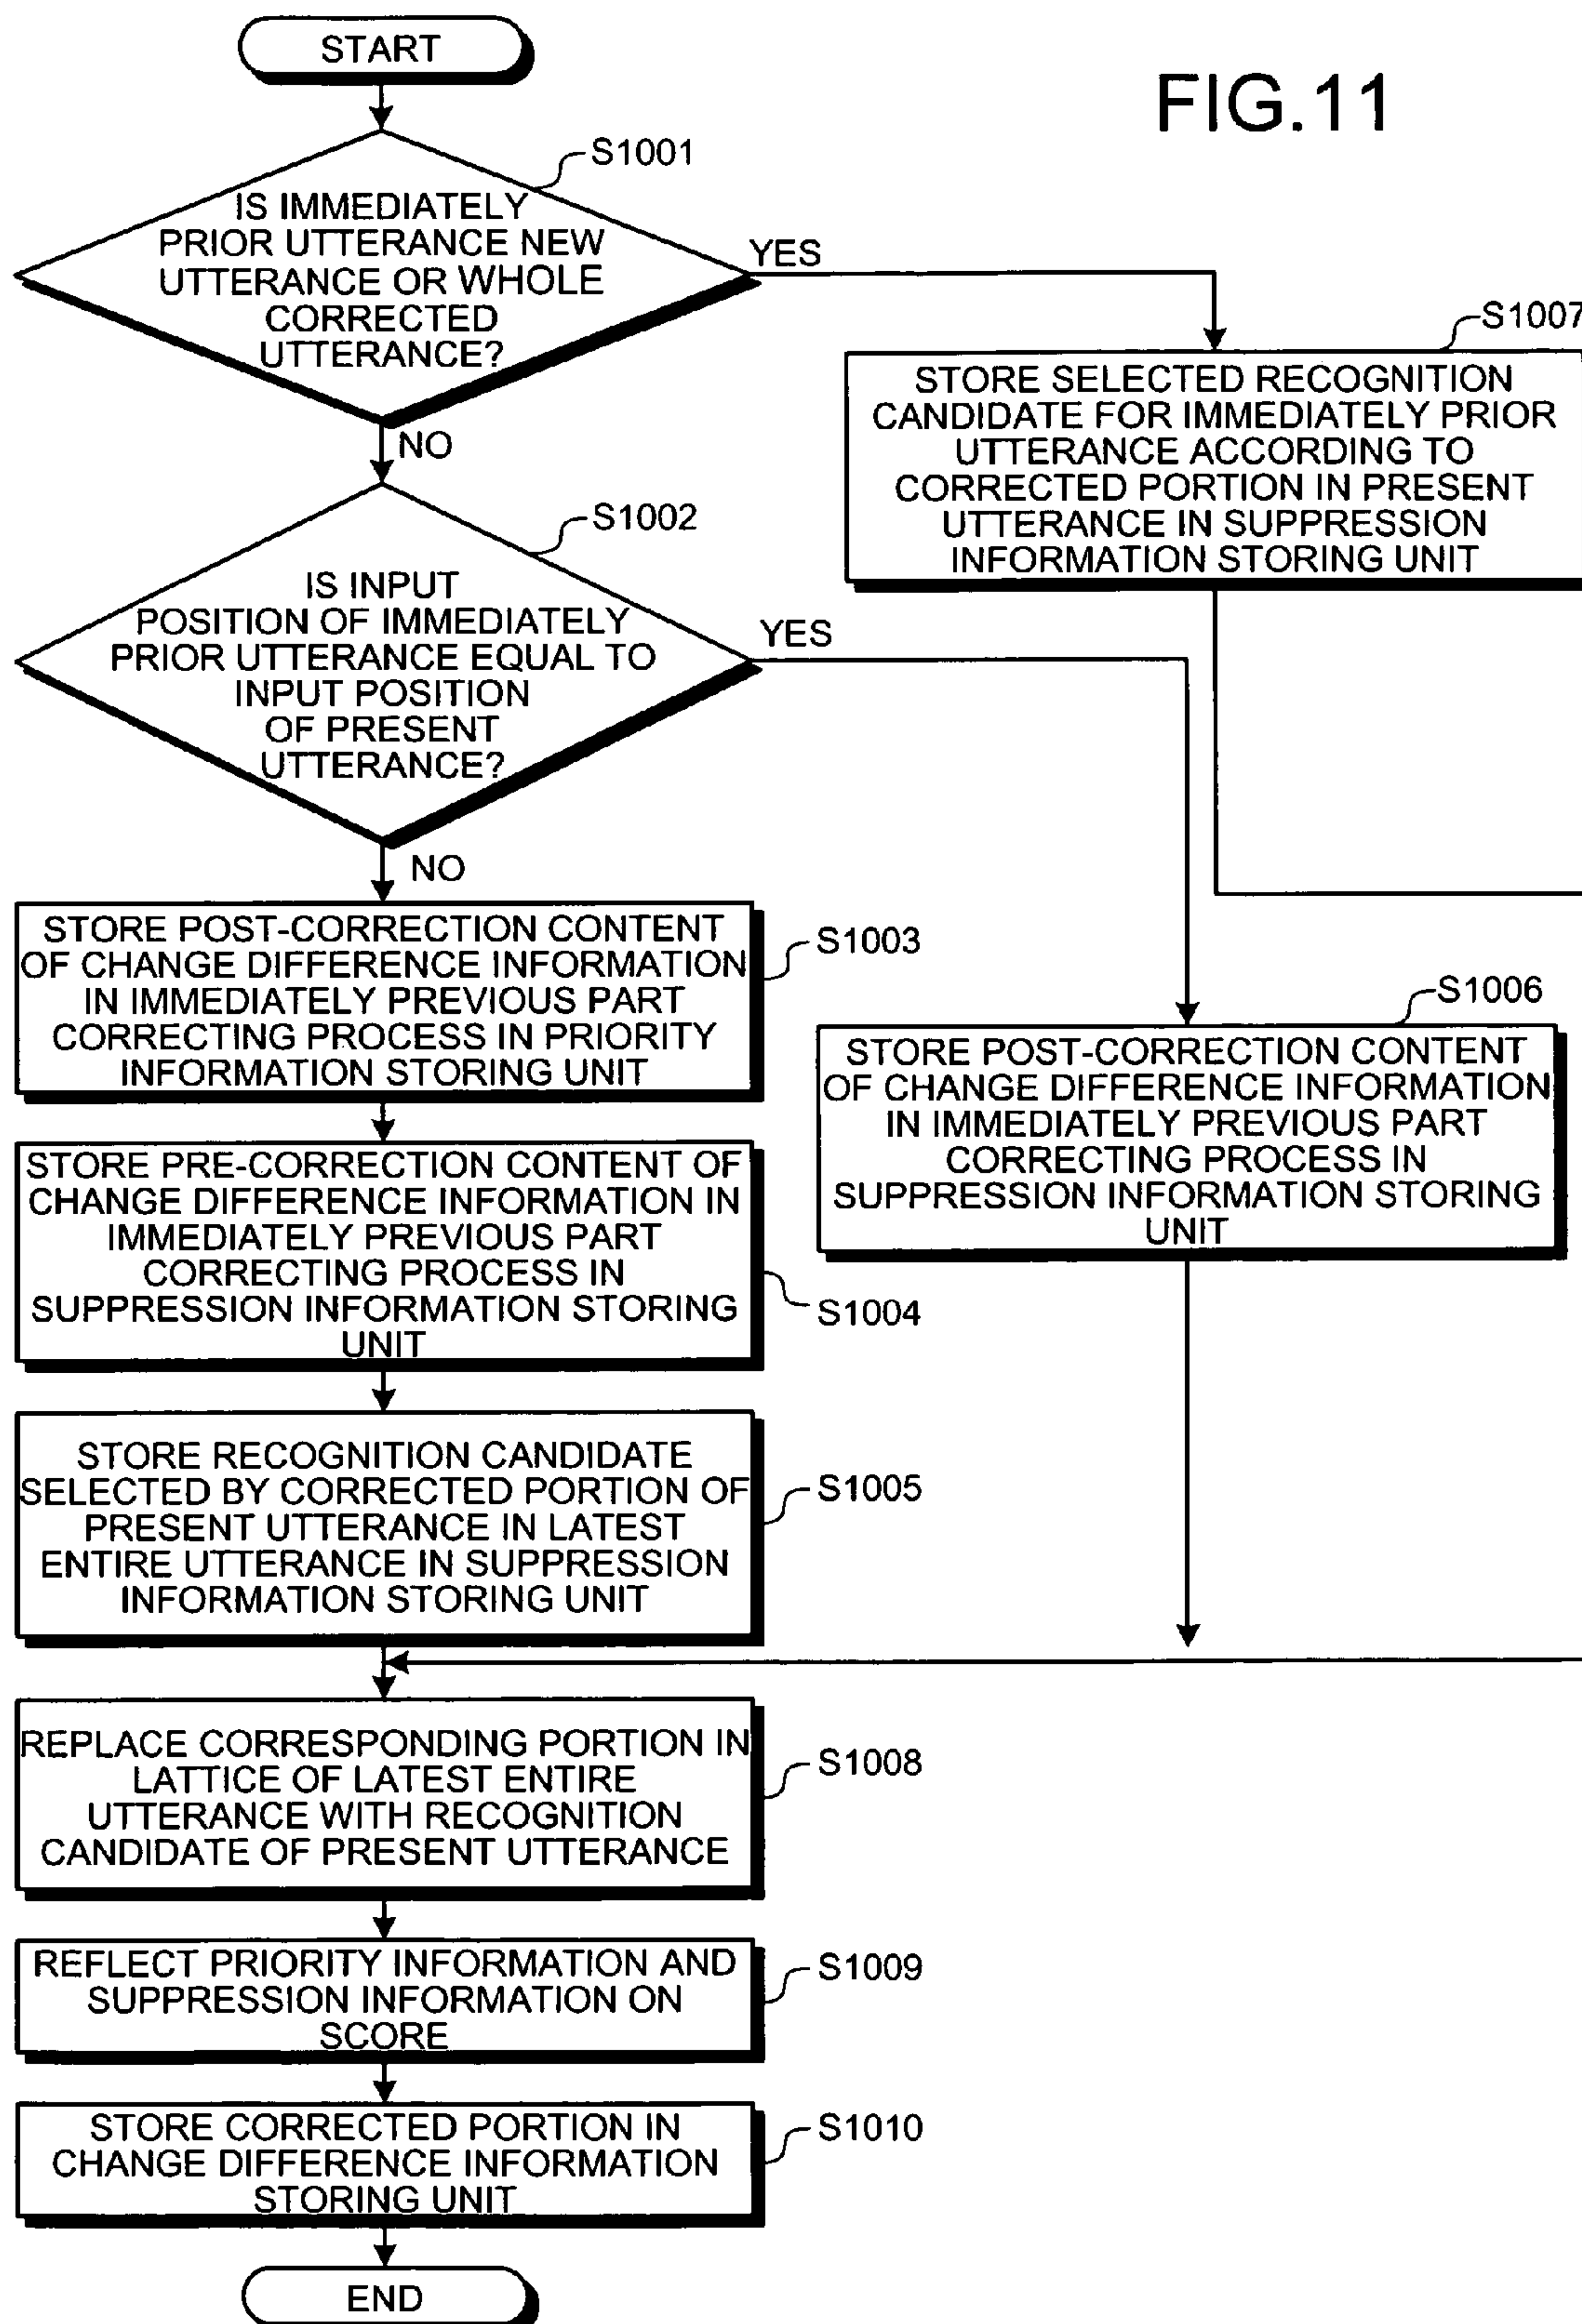 START
FIG.11
S1001
IS IMMEDIATELY
PRIOR UTTERANCE NEW
UTTERANCE OR WHOLE
CORRECTED
UTTERANCE?
YES
NO
S1007
STORE SELECTED RECOGNITION
CANDIDATE FOR IMMEDIATELY PRIOR
UTTERANCE ACCORDING TO
CORRECTED PORTION IN PRESENT
UTTERANCE IN SUPPRESSION
INFORMATION STORING UNIT
S1002
IS INPUT
POSITION OF IMMEDIATELY
PRIOR UTTERANCE EQUAL TO
INPUT POSITION
OF PRESENT
UTTERANCE?
YES
NO
STORE POST-CORRECTION CONTENT
OF CHANGE DIFFERENCE INFORMATION
IN IMMEDIATELY PREVIOUS PART
CORRECTING PROCESS IN PRIORITY
INFORMATION STORING UNIT
S1003
S1006
STORE POST-CORRECTION CONTENT
OF CHANGE DIFFERENCE INFORMATION
IN IMMEDIATELY PREVIOUS PART
CORRECTING PROCESS IN
SUPPRESSION INFORMATION STORING
UNIT
STORE PRE-CORRECTION CONTENT OF
CHANGE DIFFERENCE INFORMATION IN
IMMEDIATELY PREVIOUS PART
CORRECTING PROCESS IN
SUPPRESSION INFORMATION STORING
UNIT
S1004
STORE RECOGNITION CANDIDATE
SELECTED BY CORRECTED PORTION OF
PRESENT UTTERANCE IN LATEST
ENTIRE UTTERANCE IN SUPPRESSION
INFORMATION STORING UNIT
S1005
REPLACE CORRESPONDING PORTION IN
LATTICE OF LATEST ENTIRE
UTTERANCE WITH RECOGNITION
CANDIDATE OF PRESENT UTTERANCE
S1008
REFLECT PRIORITY INFORMATION AND
SUPPRESSION INFORMATION ON
SCORE
S1009
STORE CORRECTED PORTION IN
CHANGE DIFFERENCE INFORMATION
STORING UNIT
S1010
END